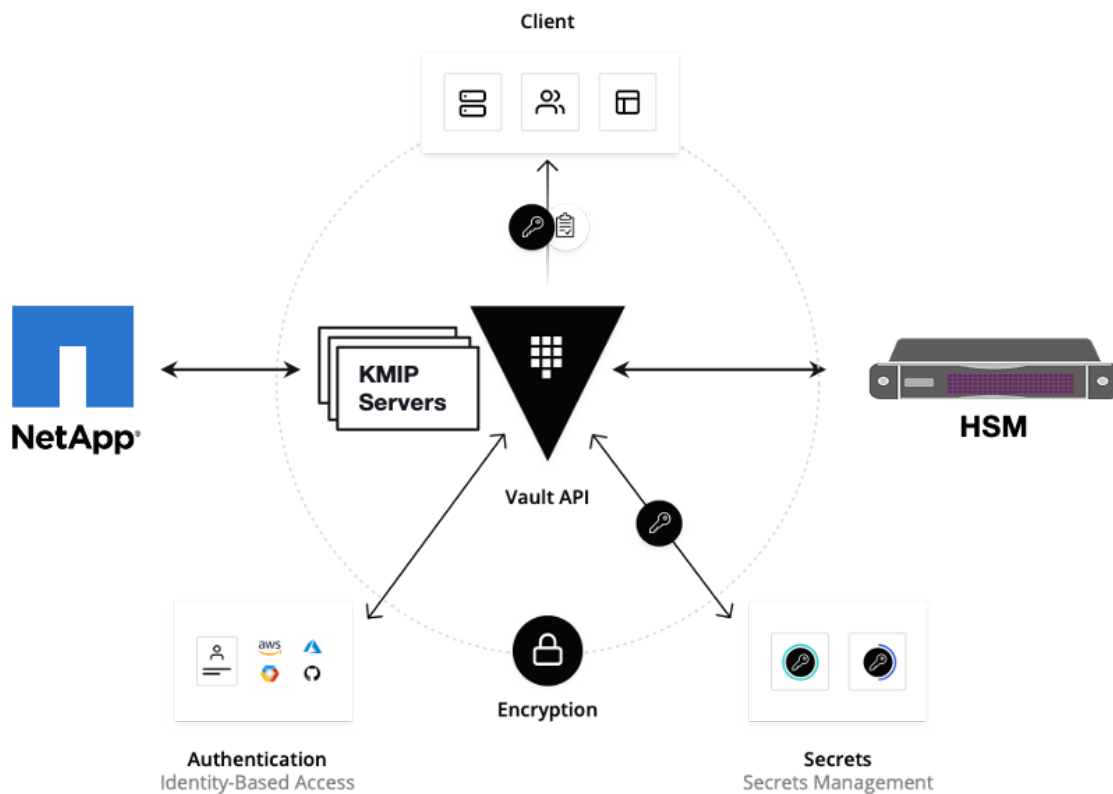 Client
KMIP
Servers
NetApp®
HSM
Vault API
aws
Encryption
Authentication
Identity-Based Access
Secrets
Secrets Management